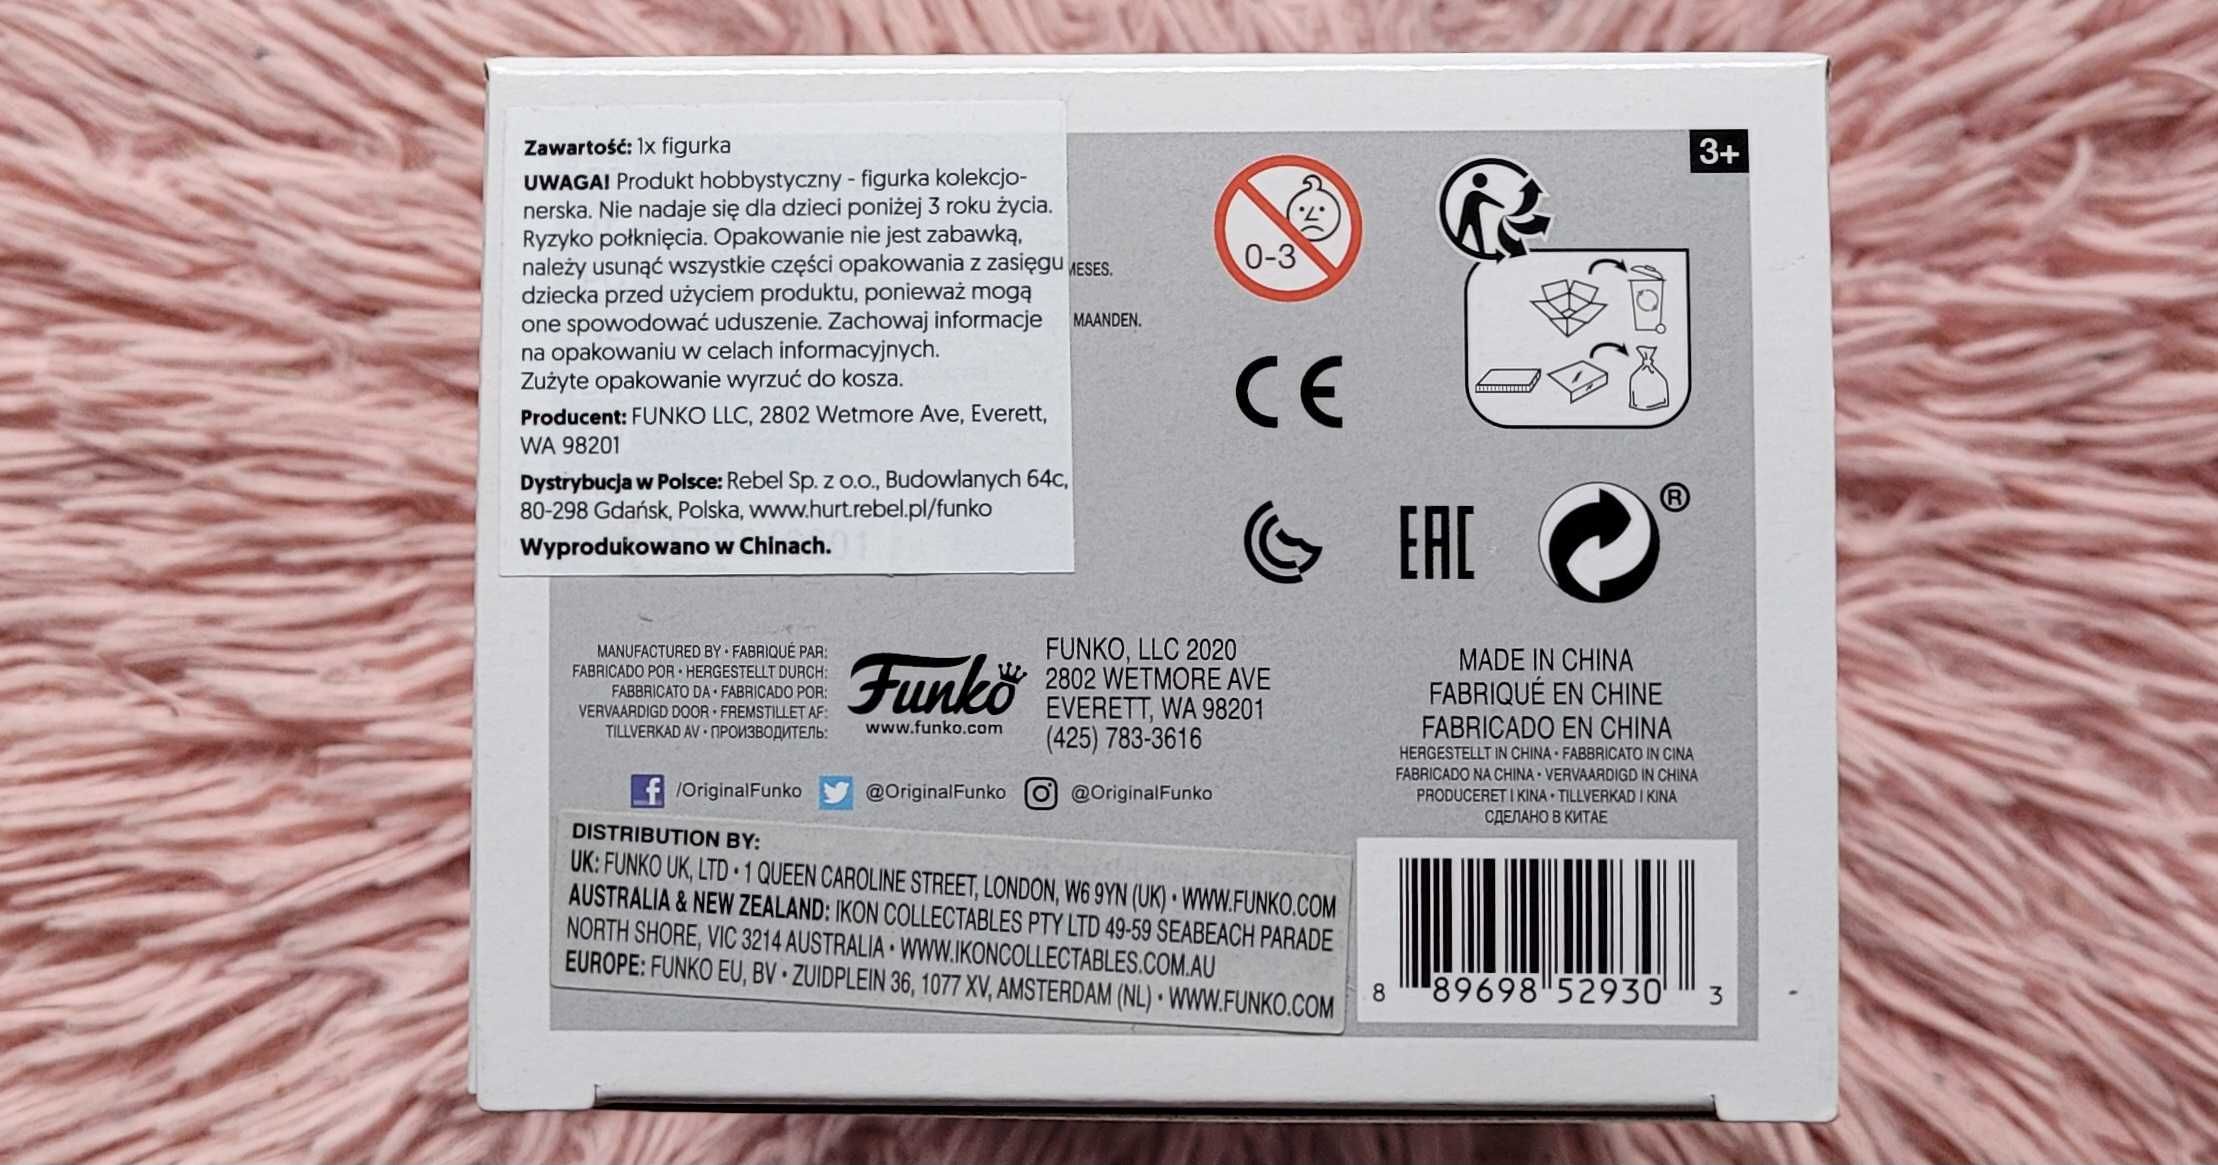 Zawartość: 1x figurka
UWAGA! Produkt hobbystyczny - figurka kolekcjo-
nerska. Nie nadaje się dla dzieci poniżej 3 roku życia.
Ryzyko połknięcia. Opakowanie nie jest zabawką,
należy usunąć wszystkie części opakowania z zasięgu
dziecka przed użyciem produktu, ponieważ mogą
one spowodować uduszenie. Zachowaj informacje
na opakowaniu w celach informacyjnych.
Zużyte opakowanie wyrzuć do kosza.
Producent: FUNKO LLC, 2802 Wetmore Ave, Everett,
WA 98201
Dystrybucja w Polsce: Rebel Sp. z o.o., Budowlanych 64c,
80-298 Gdańsk, Polska, www.hurt.rebel.pl/funko
Wyprodukowano w Chinach.
MESES.
MAANDEN.
0-3
3+
CE
EAC
®
MANUFACTURED BY • FABRIQUÉ PAR:
FABRICADO POR • HERGESTELLT DURCH:
FABBRICATO DA • FABRICADO POR:
VERVAARDIGD DOOR • FREMSTILLET AF:
TILLVERKAD AV • ПРОИЗВОДИТЕЛЬ:
Funko
www.funko.com
FUNKO, LLC 2020
2802 WETMORE AVE
EVERETT, WA 98201
(425) 783-3616
MADE IN CHINA
FABRIQUÉ EN CHINE
FABRICADO EN CHINA
HERGESTELLT IN CHINA • FABBRICATO IN CINA
FABRICADO NA CHINA • VERVAARDIGD IN CHINA
PRODUCERET I KINA • TILLVERKAD I KINA
СДЕЛАНО В КИТАЕ
/OriginalFunko @OriginalFunko @OriginalFunko
DISTRIBUTION BY:
UK: FUNKO UK, LTD • 1 QUEEN CAROLINE STREET, LONDON, W6 9YN (UK) • WWW.FUNKO.COM
AUSTRALIA & NEW ZEALAND: IKON COLLECTABLES PTY LTD 49-59 SEABEACH PARADE
NORTH SHORE, VIC 3214 AUSTRALIA • WWW.IKONCOLLECTABLES.COM.AU
EUROPE: FUNKO EU, BV • ZUIDPLEIN 36, 1077 XV, AMSTERDAM (NL) • WWW.FUNKO.COM
8 89698 52930 3